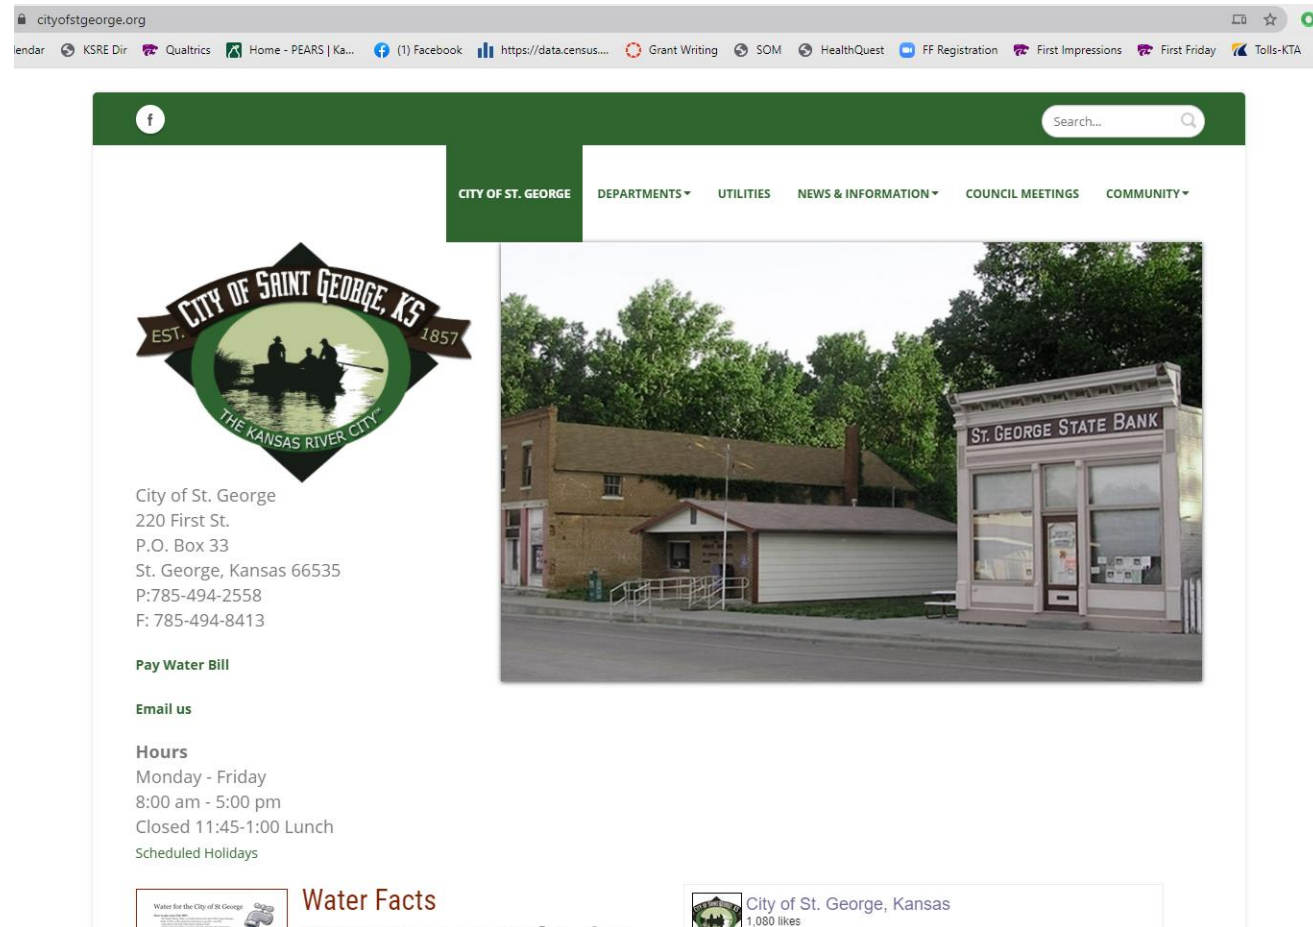 cityofstgeorge.org
lendar KSRE Dir Qualtrics Home - PEARS | Ka... (1) Facebook https://data.census.... Grant Writing SOM HealthQuest FF Registration First Impressions First Friday Tolls-KTA
f Search...
CITY OF ST. GEORGE DEPARTMENTS UTILITIES NEWS & INFORMATION COUNCIL MEETINGS COMMUNITY
CITY OF SAINT GEORGE, KS
EST. 1857
THE KANSAS RIVER CITY™
ST. GEORGE STATE BANK
City of St. George
220 First St.
P.O. Box 33
St. George, Kansas 66535
P:785-494-2558
F: 785-494-8413
Pay Water Bill
Email us
Hours
Monday - Friday
8:00 am - 5:00 pm
Closed 11:45-1:00 Lunch
Scheduled Holidays
Water for the City of St George
Water Facts
City of St. George, Kansas
1,080 likes